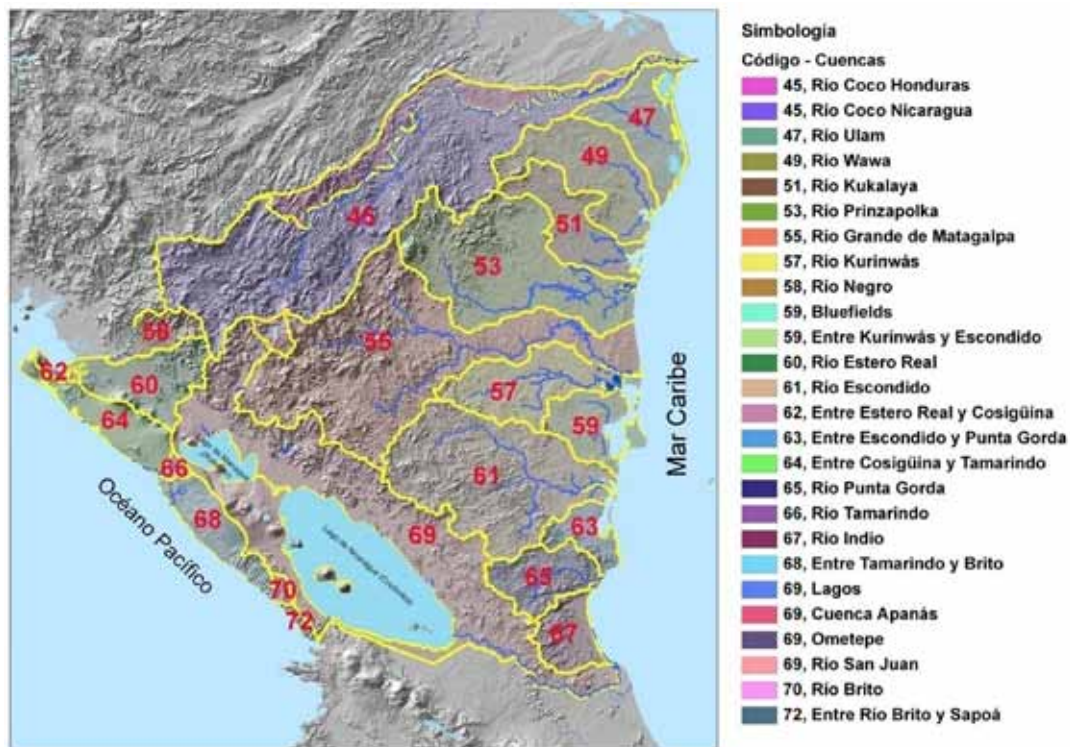 47
49
45
51
53
58
55
62
60
57
64
59
61
66
68
69
63
65
70
72
67
Océano Pacífico
Mar Caribe
Simbología
Código - Cuencas
45, Río Coco Honduras
45, Río Coco Nicaragua
47, Río Ulam
49, Río Wawa
51, Río Kukalaya
53, Río Prinzapolka
55, Río Grande de Matagalpa
57, Río Kurinwás
58, Río Negro
59, Bluefields
59, Entre Kurinwás y Escondido
60, Río Estero Real
61, Río Escondido
62, Entre Estero Real y Cosigüina
63, Entre Escondido y Punta Gorda
64, Entre Cosigüina y Tamarindo
65, Río Punta Gorda
66, Río Tamarindo
67, Río Indio
68, Entre Tamarindo y Brito
69, Lagos
69, Cuenca Apanás
69, Ometepe
69, Río San Juan
70, Río Brito
72, Entre Río Brito y Sapoá
Lago de Nicaragua